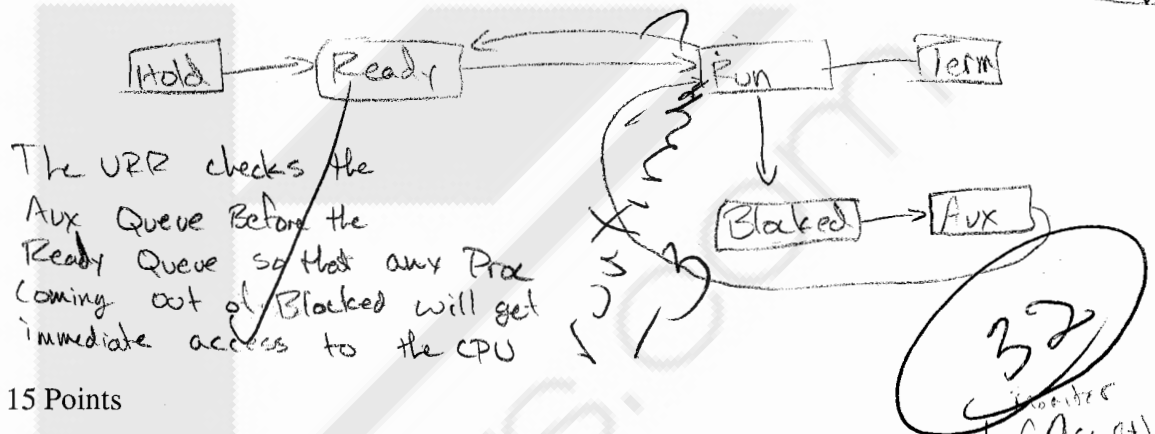 Hold Ready Run Term
The VRR checks the
Aux Queue Before the
Ready Queue so that any Proc
Coming out of Blocked will get
immediate access to the CPU
Blocked Aux
32
15 Points